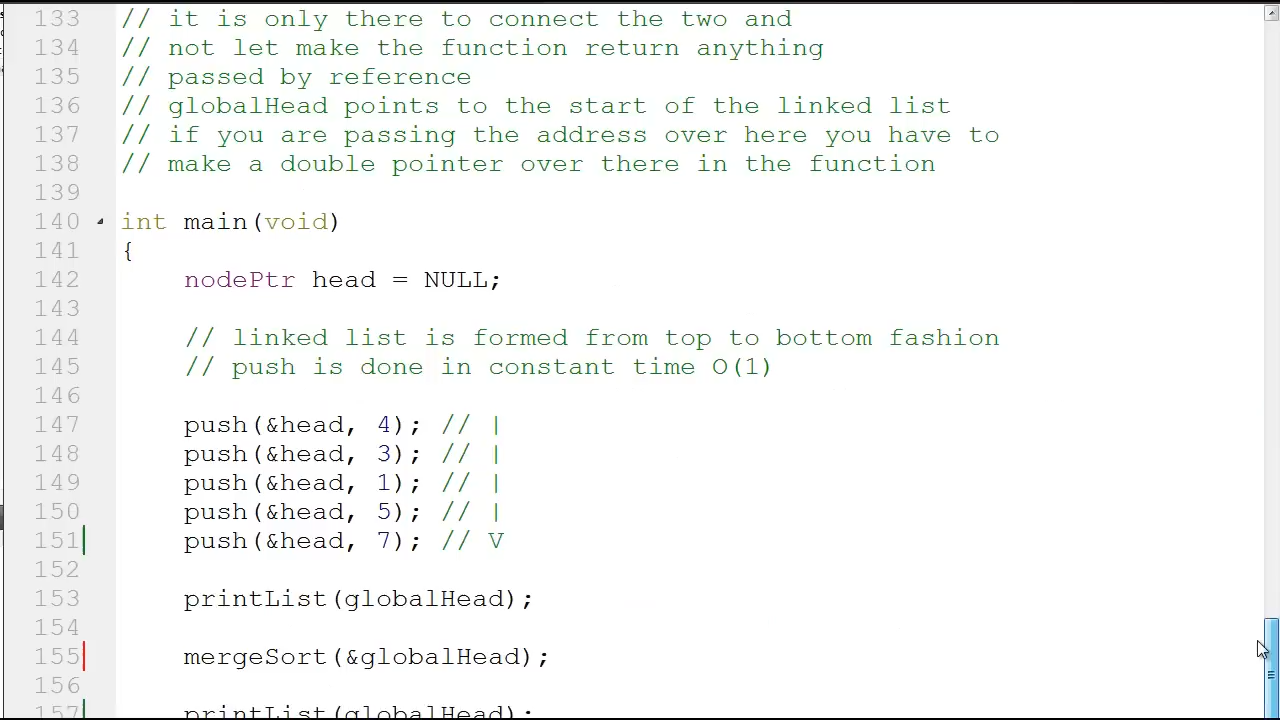 133 // it is only there to connect the two and
134 // not let make the function return anything
135 // passed by reference
136 // globalHead points to the start of the linked list
137 // if you are passing the address over here you have to
138 // make a double pointer over there in the function
139
140 int main(void)
141 {
142 nodePtr head = NULL;
143
144 // linked list is formed from top to bottom fashion
145 // push is done in constant time O(1)
146
147 push(&head, 4); // |
148 push(&head, 3); // |
149 push(&head, 1); // |
150 push(&head, 5); // |
151 push(&head, 7); // V
152
153 printList(globalHead);
154
155 mergeSort(&globalHead);
156
157 printList(globalHead);